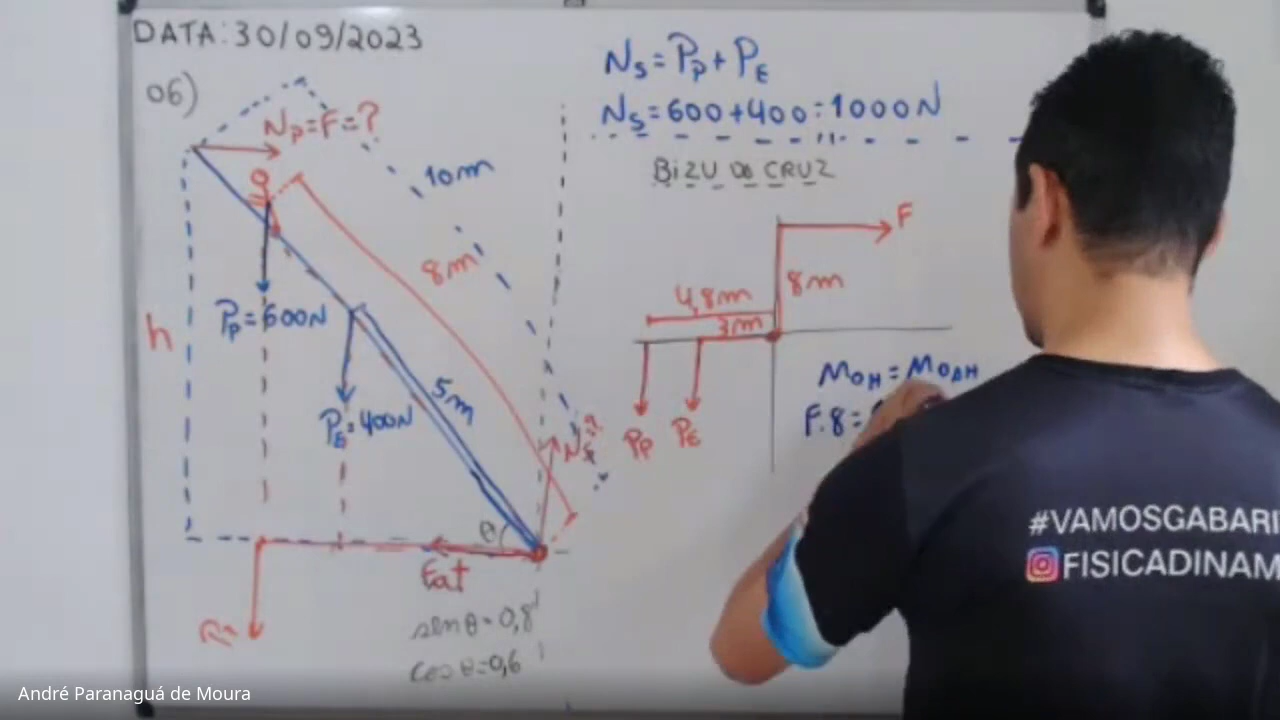 DATA: 30/09/2023
06)
NP=F=?
10m
8m
h
PP=600N
5m
PE=400N
NS?
θ
Fat
sen θ=0,8
cos θ=0,6
NS=PP+PE
NS=600+400=1000N
BIZU DA CRUZ
F
8m
4,8m
3m
PP PE
MOH=MOAH
F.8=
#VAMOSGABARI
FISICADINAM
André Paranaguá de Moura